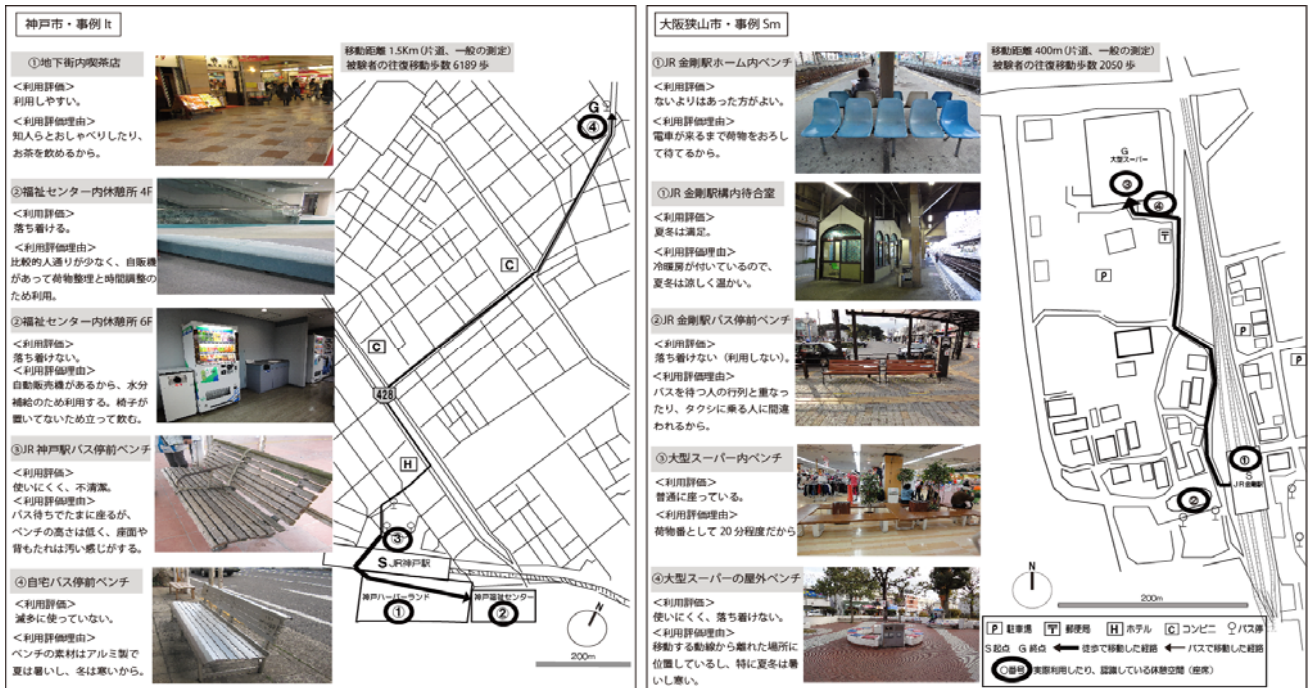 神戸市・事例 It
①地下街内喫茶店
<利用評価>
利用しやすい。
<利用評価理由>
知人らとおしゃべりしたり、
お茶を飲めるから。
②福祉センター内休憩所 4F
<利用評価>
落ち着ける。
<利用評価理由>
比較的人通りが少なく、自販機
があって荷物整理と時間調整の
ため利用。
②福祉センター内休憩所 6F
<利用評価>
落ち着けない。
<利用評価理由>
自動販売機があるから、水分
補給のため利用する。椅子が
置いてないため立って飲む。
③JR 神戸駅バス停前ベンチ
<利用評価>
使いにくく、不清潔。
<利用評価理由>
バス待ちでたまに座るが、
ベンチの高さは低く、座面や
背もたれは汚い感じがする。
④自宅バス停前ベンチ
<利用評価>
滅多に使っていない。
<利用評価理由>
ベンチの素材はアルミ製で
夏は暑いし、冬は寒いから。
移動距離 1.5Km（片道、一般の測定）
被験者の往復移動歩数 6189 歩
G
④
C
C
428
H
③
S JR神戸駅
神戸ハーバーランド
①
神戸福祉センター
②
N
200m
大阪狭山市・事例 Sm
①JR 金剛駅ホーム内ベンチ
<利用評価>
ないよりはあった方がよい。
<利用評価理由>
電車が来るまで荷物をおろし
て待てるから。
①JR 金剛駅構内待合室
<利用評価>
夏冬は満足。
<利用評価理由>
冷暖房が付いているので、
夏冬は涼しく温かい。
②JR 金剛駅バス停前ベンチ
<利用評価>
落ち着けない（利用しない）。
<利用評価理由>
バスを待つ人の行列と重なっ
たり、タクシに乗る人に間違
われるから。
③大型スーパー内ベンチ
<利用評価>
普通に座っている。
<利用評価理由>
荷物番として 20 分程度だから
④大型スーパーの屋外ベンチ
<利用評価>
使いにくく、落ち着けない。
<利用評価理由>
移動する動線から離れた場所に
位置しているし、特に夏冬は暑
いし寒い。
移動距離 400m（片道、一般の測定）
被験者の往復移動歩数 2050 歩
G
大型スーパー
③
④
〒
P
P
P
①
S
JR金剛駅
②
N
200m
P 駐車場 〒 郵便局 H ホテル C コンビニ バス停
S 起点 G 終点 徒歩で移動した経路 バスで移動した経路
○番号 実際利用したり、認識している休憩空間（座席）